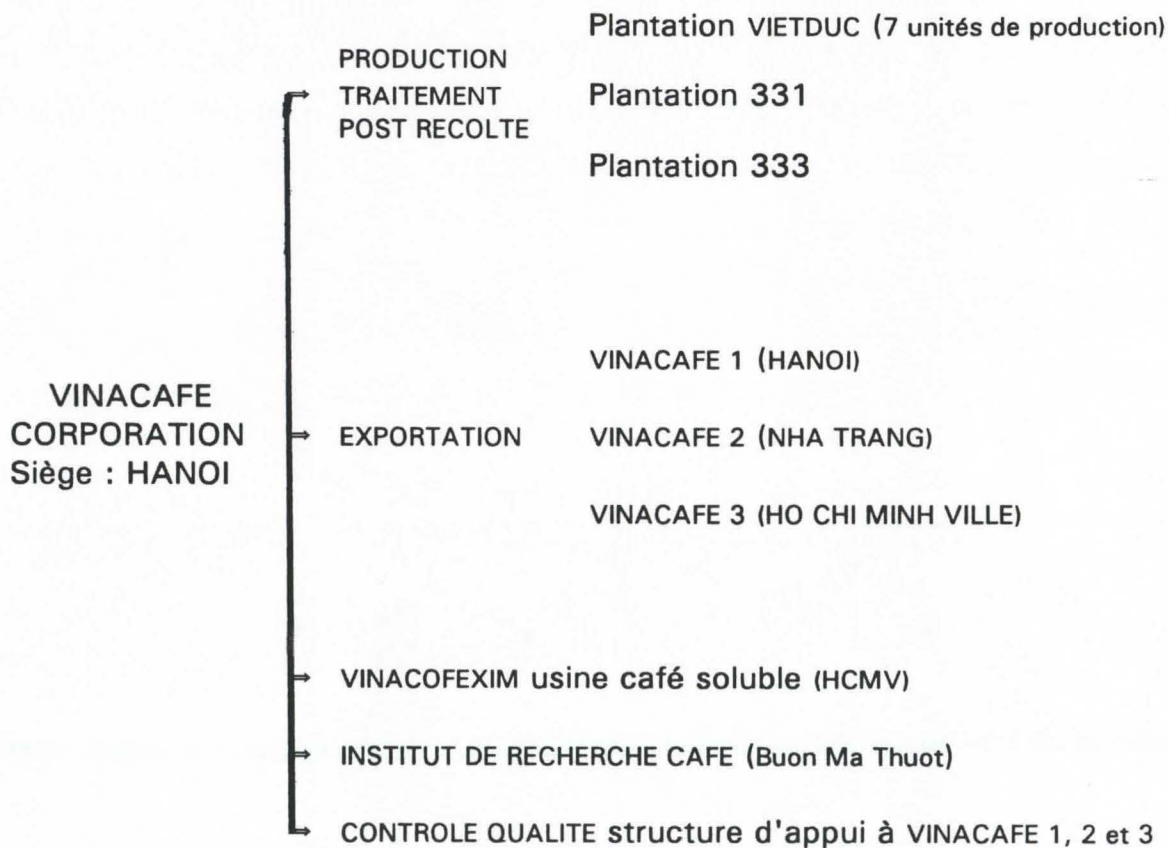 Plantation VIETDUC (7 unités de production)
PRODUCTION
TRAITEMENT
POST RECOLTE
Plantation 331
Plantation 333
VINACAFE
CORPORATION
Siège : HANOI
EXPORTATION
VINACAFE 1 (HANOI)
VINACAFE 2 (NHA TRANG)
VINACAFE 3 (HO CHI MINH VILLE)
VINACOFEXIM usine café soluble (HCMV)
INSTITUT DE RECHERCHE CAFE (Buon Ma Thuot)
CONTROLE QUALITE structure d'appui à VINACAFE 1, 2 et 3